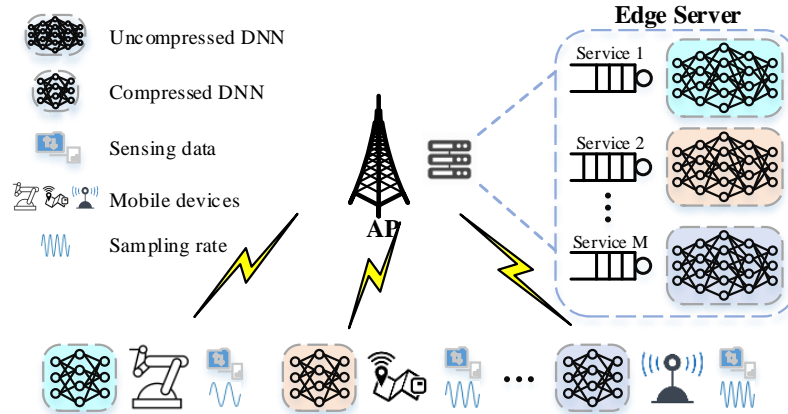 Edge Server
Uncompressed DNN
Service 1
Compressed DNN
Sensing data
Service 2
Mobile devices
Sampling rate
AP
Service M